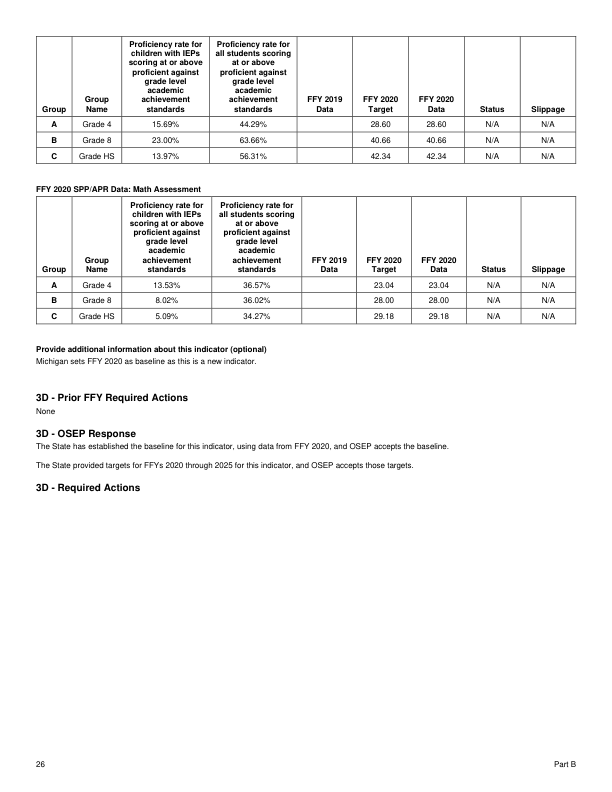 Group | Group Name | Proficiency rate for children with IEPs scoring at or above proficient against grade level academic achievement standards | Proficiency rate for all students scoring at or above proficient against grade level academic achievement standards | FFY 2019 Data | FFY 2020 Target | FFY 2020 Data | Status | Slippage
A | Grade 4 | 15.69% | 44.29% | | 28.60 | 28.60 | N/A | N/A
B | Grade 8 | 23.00% | 63.66% | | 40.66 | 40.66 | N/A | N/A
C | Grade HS | 13.97% | 56.31% | | 42.34 | 42.34 | N/A | N/A
FFY 2020 SPP/APR Data: Math Assessment
Group | Group Name | Proficiency rate for children with IEPs scoring at or above proficient against grade level academic achievement standards | Proficiency rate for all students scoring at or above proficient against grade level academic achievement standards | FFY 2019 Data | FFY 2020 Target | FFY 2020 Data | Status | Slippage
A | Grade 4 | 13.53% | 36.57% | | 23.04 | 23.04 | N/A | N/A
B | Grade 8 | 8.02% | 36.02% | | 28.00 | 28.00 | N/A | N/A
C | Grade HS | 5.09% | 34.27% | | 29.18 | 29.18 | N/A | N/A
Provide additional information about this indicator (optional)
Michigan sets FFY 2020 as baseline as this is a new indicator.
3D - Prior FFY Required Actions
None
3D - OSEP Response
The State has established the baseline for this indicator, using data from FFY 2020, and OSEP accepts the baseline.
The State provided targets for FFYs 2020 through 2025 for this indicator, and OSEP accepts those targets.
3D - Required Actions
26
Part B